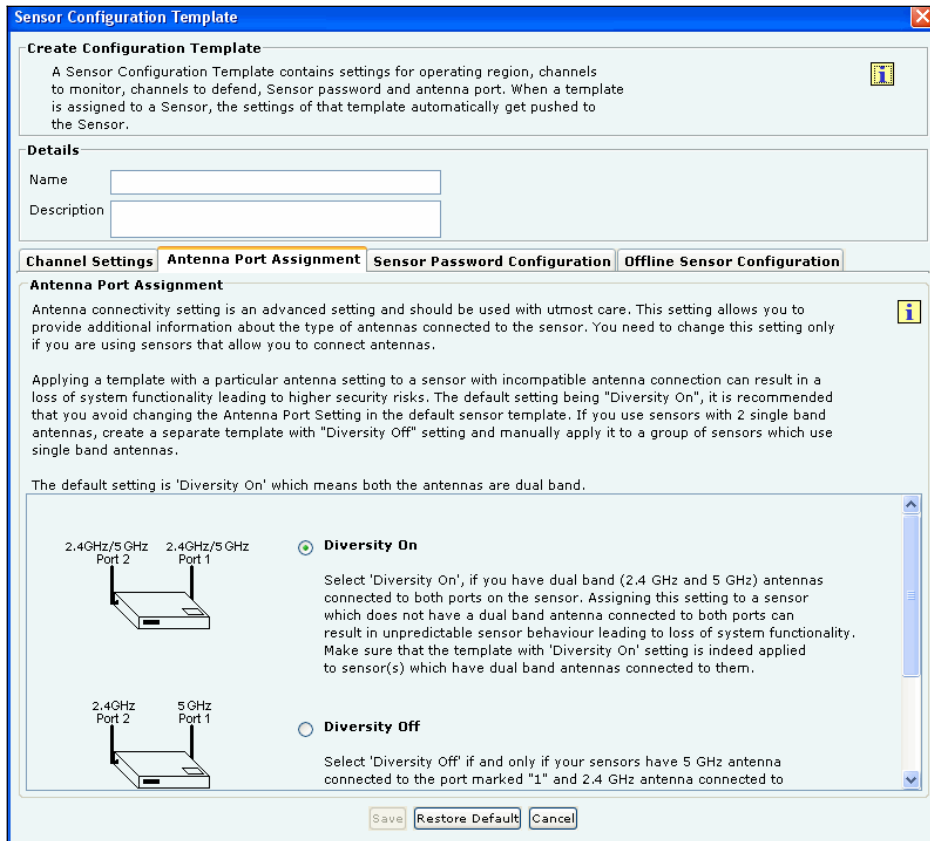 Sensor Configuration Template
Create Configuration Template
A Sensor Configuration Template contains settings for operating region, channels
to monitor, channels to defend, Sensor password and antenna port. When a template
is assigned to a Sensor, the settings of that template automatically get pushed to
the Sensor.
Details
Name
Description
Channel Settings Antenna Port Assignment Sensor Password Configuration Offline Sensor Configuration
Antenna Port Assignment
Antenna connectivity setting is an advanced setting and should be used with utmost care. This setting allows you to
provide additional information about the type of antennas connected to the sensor. You need to change this setting only
if you are using sensors that allow you to connect antennas.
Applying a template with a particular antenna setting to a sensor with incompatible antenna connection can result in a
loss of system functionality leading to higher security risks. The default setting being "Diversity On", it is recommended
that you avoid changing the Antenna Port Setting in the default sensor template. If you use sensors with 2 single band
antennas, create a separate template with "Diversity Off" setting and manually apply it to a group of sensors which use
single band antennas.
The default setting is 'Diversity On' which means both the antennas are dual band.
2.4GHz/5 GHz 2.4GHz/5 GHz
Port 2 Port 1
Diversity On
Select 'Diversity On', if you have dual band (2.4 GHz and 5 GHz) antennas
connected to both ports on the sensor. Assigning this setting to a sensor
which does not have a dual band antenna connected to both ports can
result in unpredictable sensor behaviour leading to loss of system functionality.
Make sure that the template with 'Diversity On' setting is indeed applied
to sensor(s) which have dual band antennas connected to them.
2.4GHz 5 GHz
Port 2 Port 1
Diversity Off
Select 'Diversity Off' if and only if your sensors have 5 GHz antenna
connected to the port marked "1" and 2.4 GHz antenna connected to
Save Restore Default Cancel